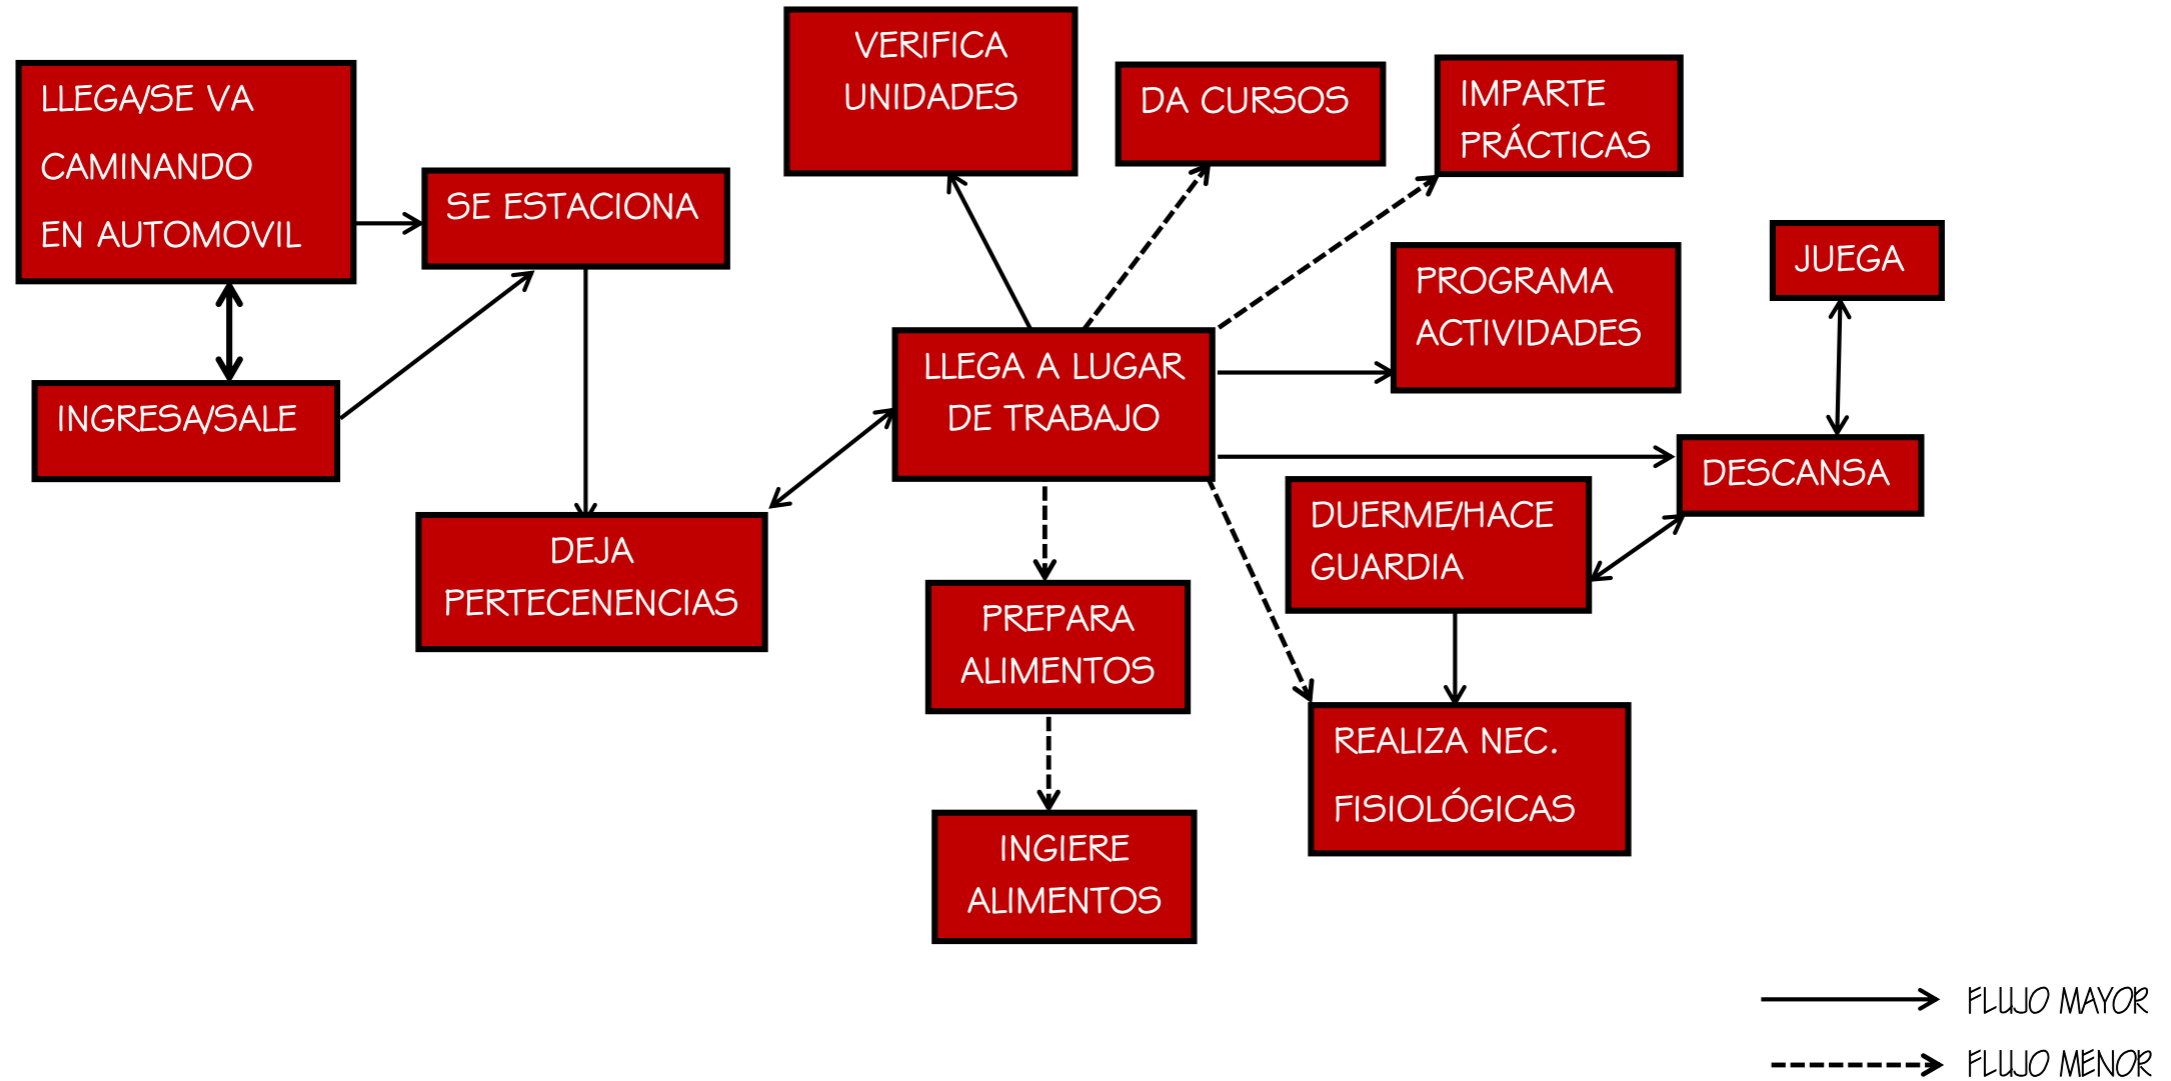 LLEGA/SE VA
CAMINANDO
EN AUTOMOVIL
INGRESA/SALE
SE ESTACIONA
DEJA
PERTECENENCIAS
VERIFICA
UNIDADES
DA CURSOS
IMPARTE
PRÁCTICAS
PROGRAMA
ACTIVIDADES
JUEGA
LLEGA A LUGAR
DE TRABAJO
DESCANSA
DUERME/HACE
GUARDIA
PREPARA
ALIMENTOS
REALIZA NEC.
FISIOLÓGICAS
INGIERE
ALIMENTOS
FLUJO MAYOR
FLUJO MENOR